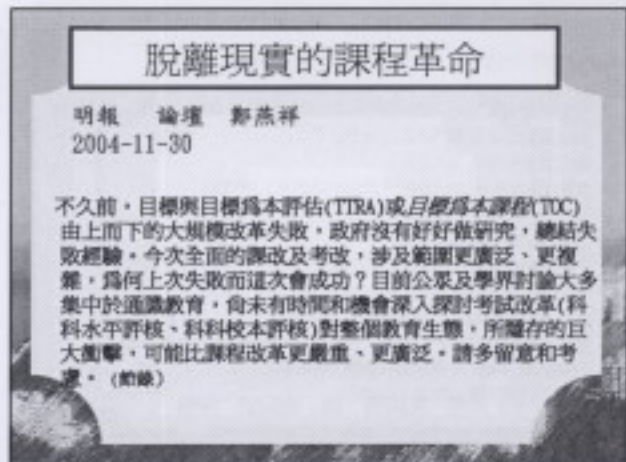 脫離現實的課程革命
明報 論壇 鄭燕祥
2004-11-30
不久前，目標與目標為本評估(TTRA)或目標為本課程(TOC)
由上而下的大規模改革失敗，政府沒有好好做研究，總結失
敗經驗。今次全面的課改及考改，涉及範圍更廣泛、更複
雜，為何上次失敗而這次會成功？目前公眾及學界討論大多
集中於通識教育，尚未有時間和機會深入探討考試改革(科
科水平評核、科科校本評核)對整個教育生態，所隱存的巨
大衝擊，可能比課程改革更嚴重、更廣泛。請多留意和考
慮。(節錄)